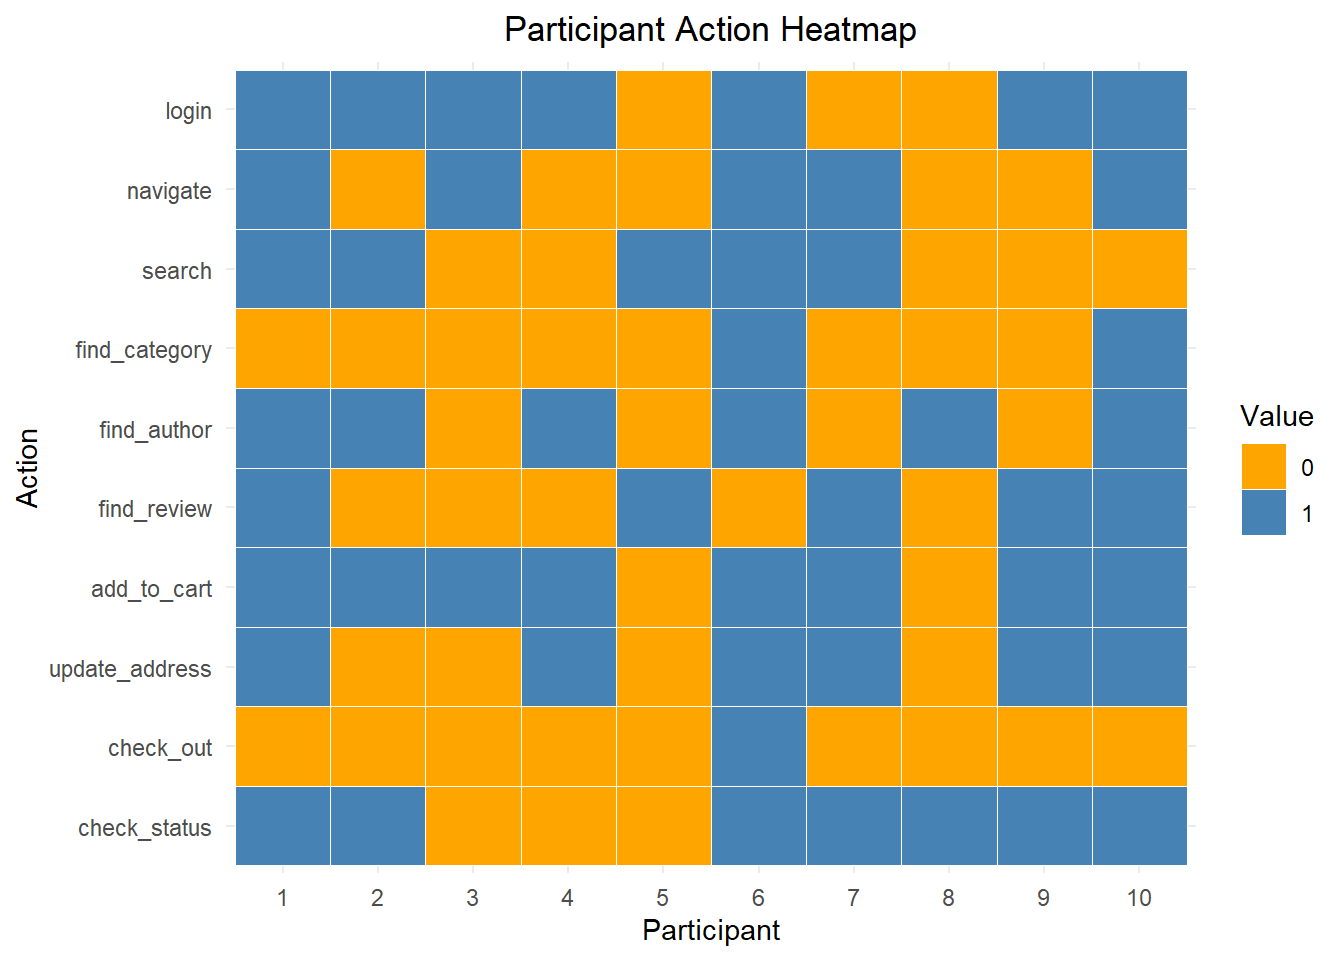 Participant Action Heatmap
Action
login
navigate
search
find_category
find_author
find_review
add_to_cart
update_address
check_out
check_status
1 2 3 4 5 6 7 8 9 10
Participant
Value
0
1